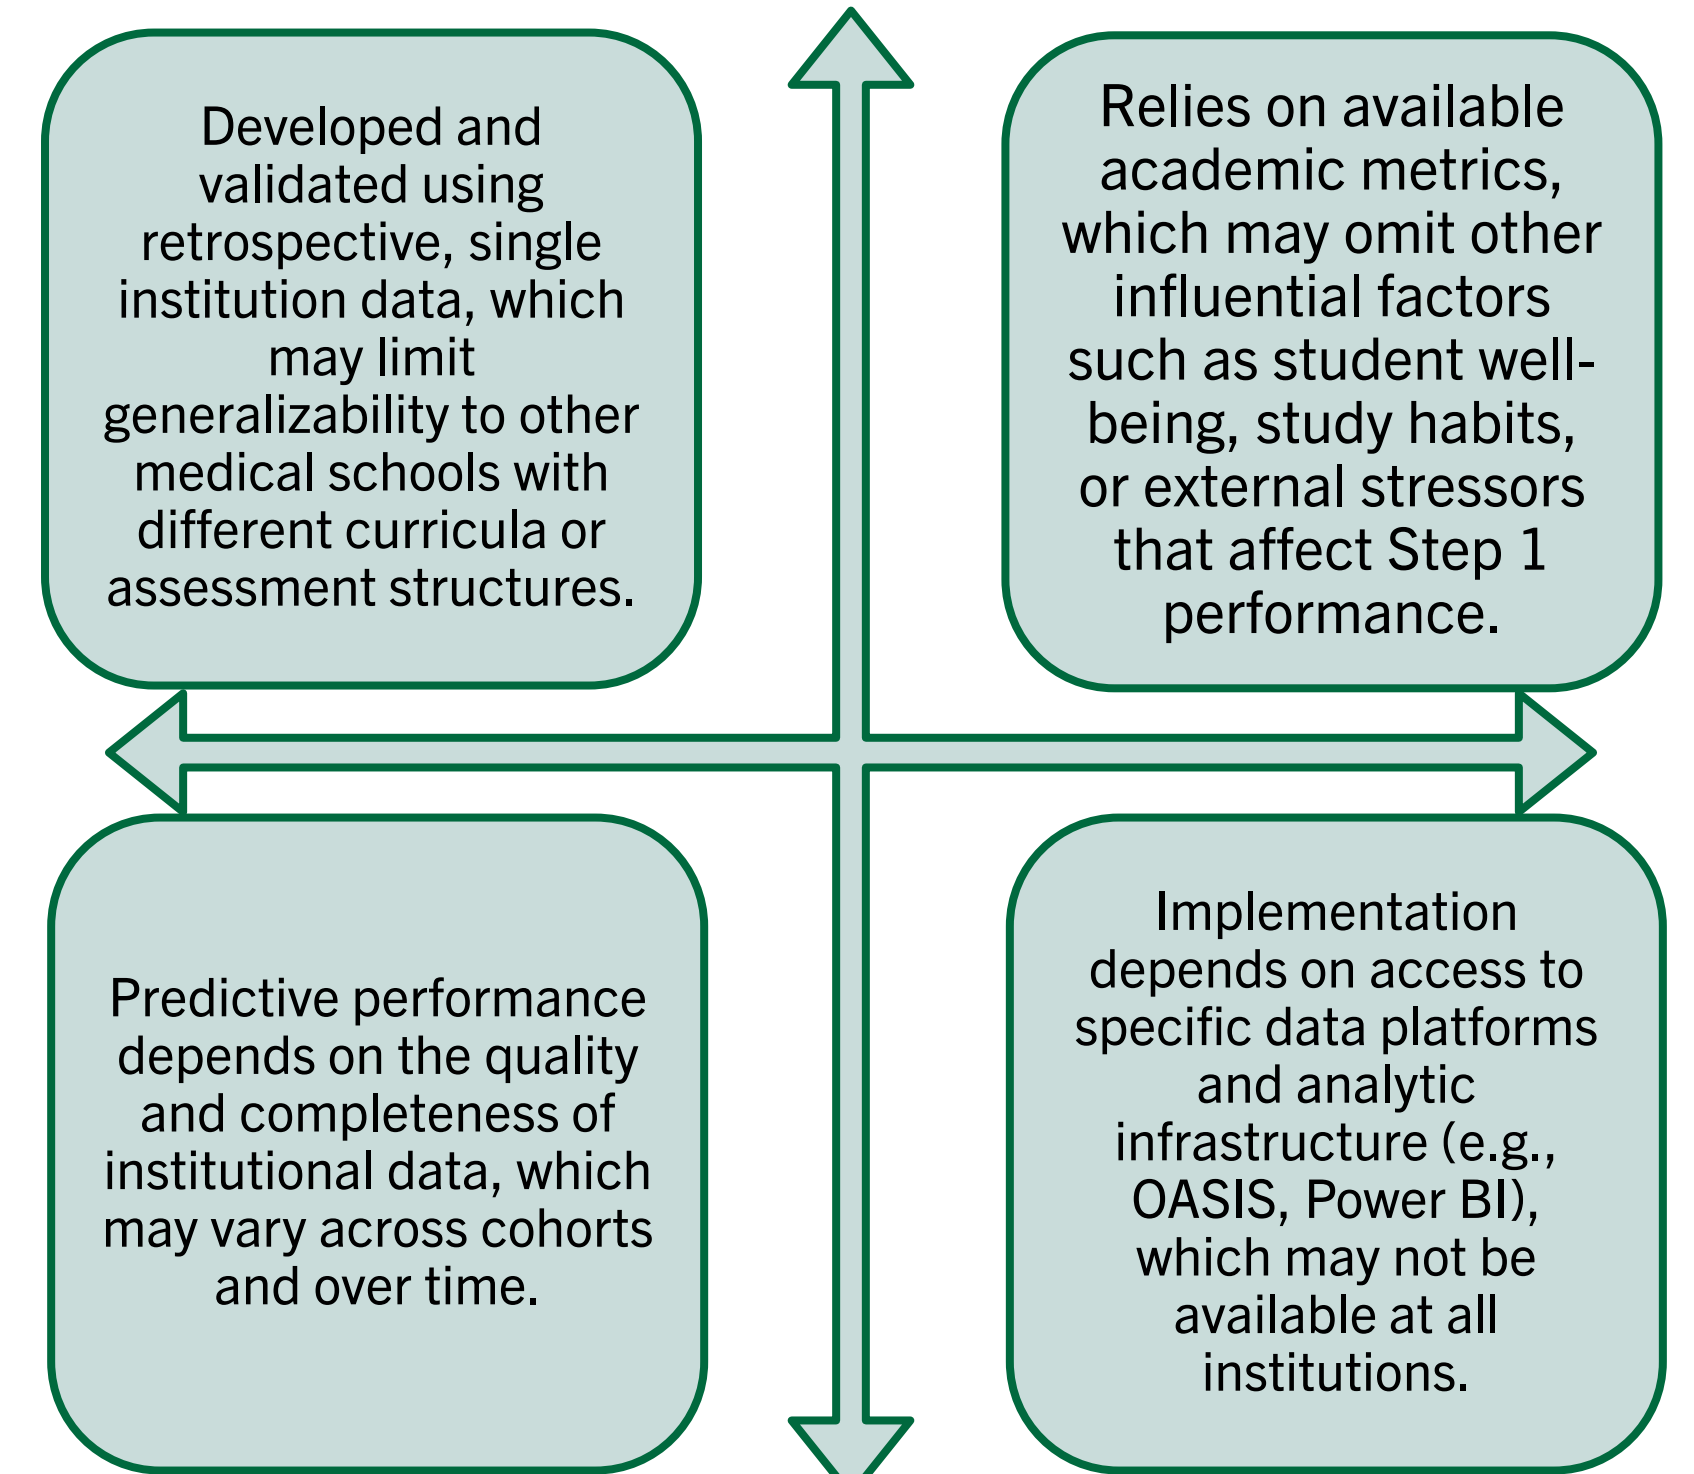 Developed and
validated using
retrospective, single
institution data, which
may limit
generalizability to other
medical schools with
different curricula or
assessment structures.
Relies on available
academic metrics,
which may omit other
influential factors
such as student well-
being, study habits,
or external stressors
that affect Step 1
performance.
Predictive performance
depends on the quality
and completeness of
institutional data, which
may vary across cohorts
and over time.
Implementation
depends on access to
specific data platforms
and analytic
infrastructure (e.g.,
OASIS, Power BI),
which may not be
available at all
institutions.